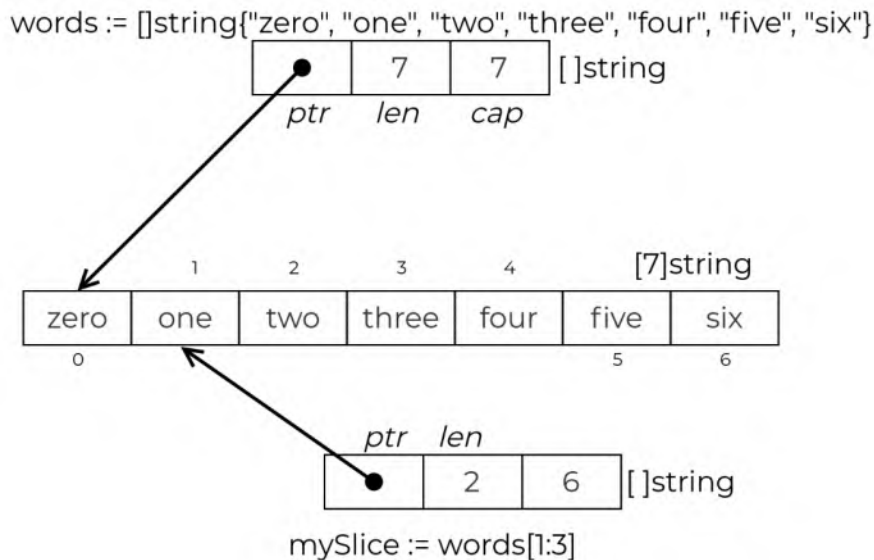 words := []string{"zero", "one", "two", "three", "four", "five", "six"}
7 7 [ ]string
ptr len cap
1 2 3 4 [7]string
zero one two three four five six
0 5 6
ptr len
2 6 [ ]string
mySlice := words[1:3]